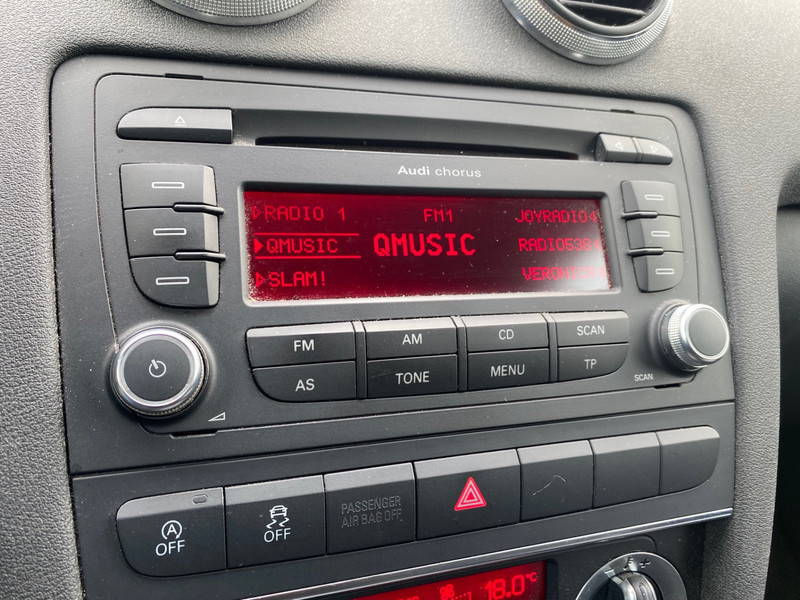 Audi chorus
RADIO 1 FM1 JOYRADIO4
QMUSIC QMUSIC RADIO538
SLAM! VERONICA
FM AM CD SCAN
AS TONE MENU TP
SCAN
A OFF OFF PASSENGER
AIR BAG OFF
18.0°C